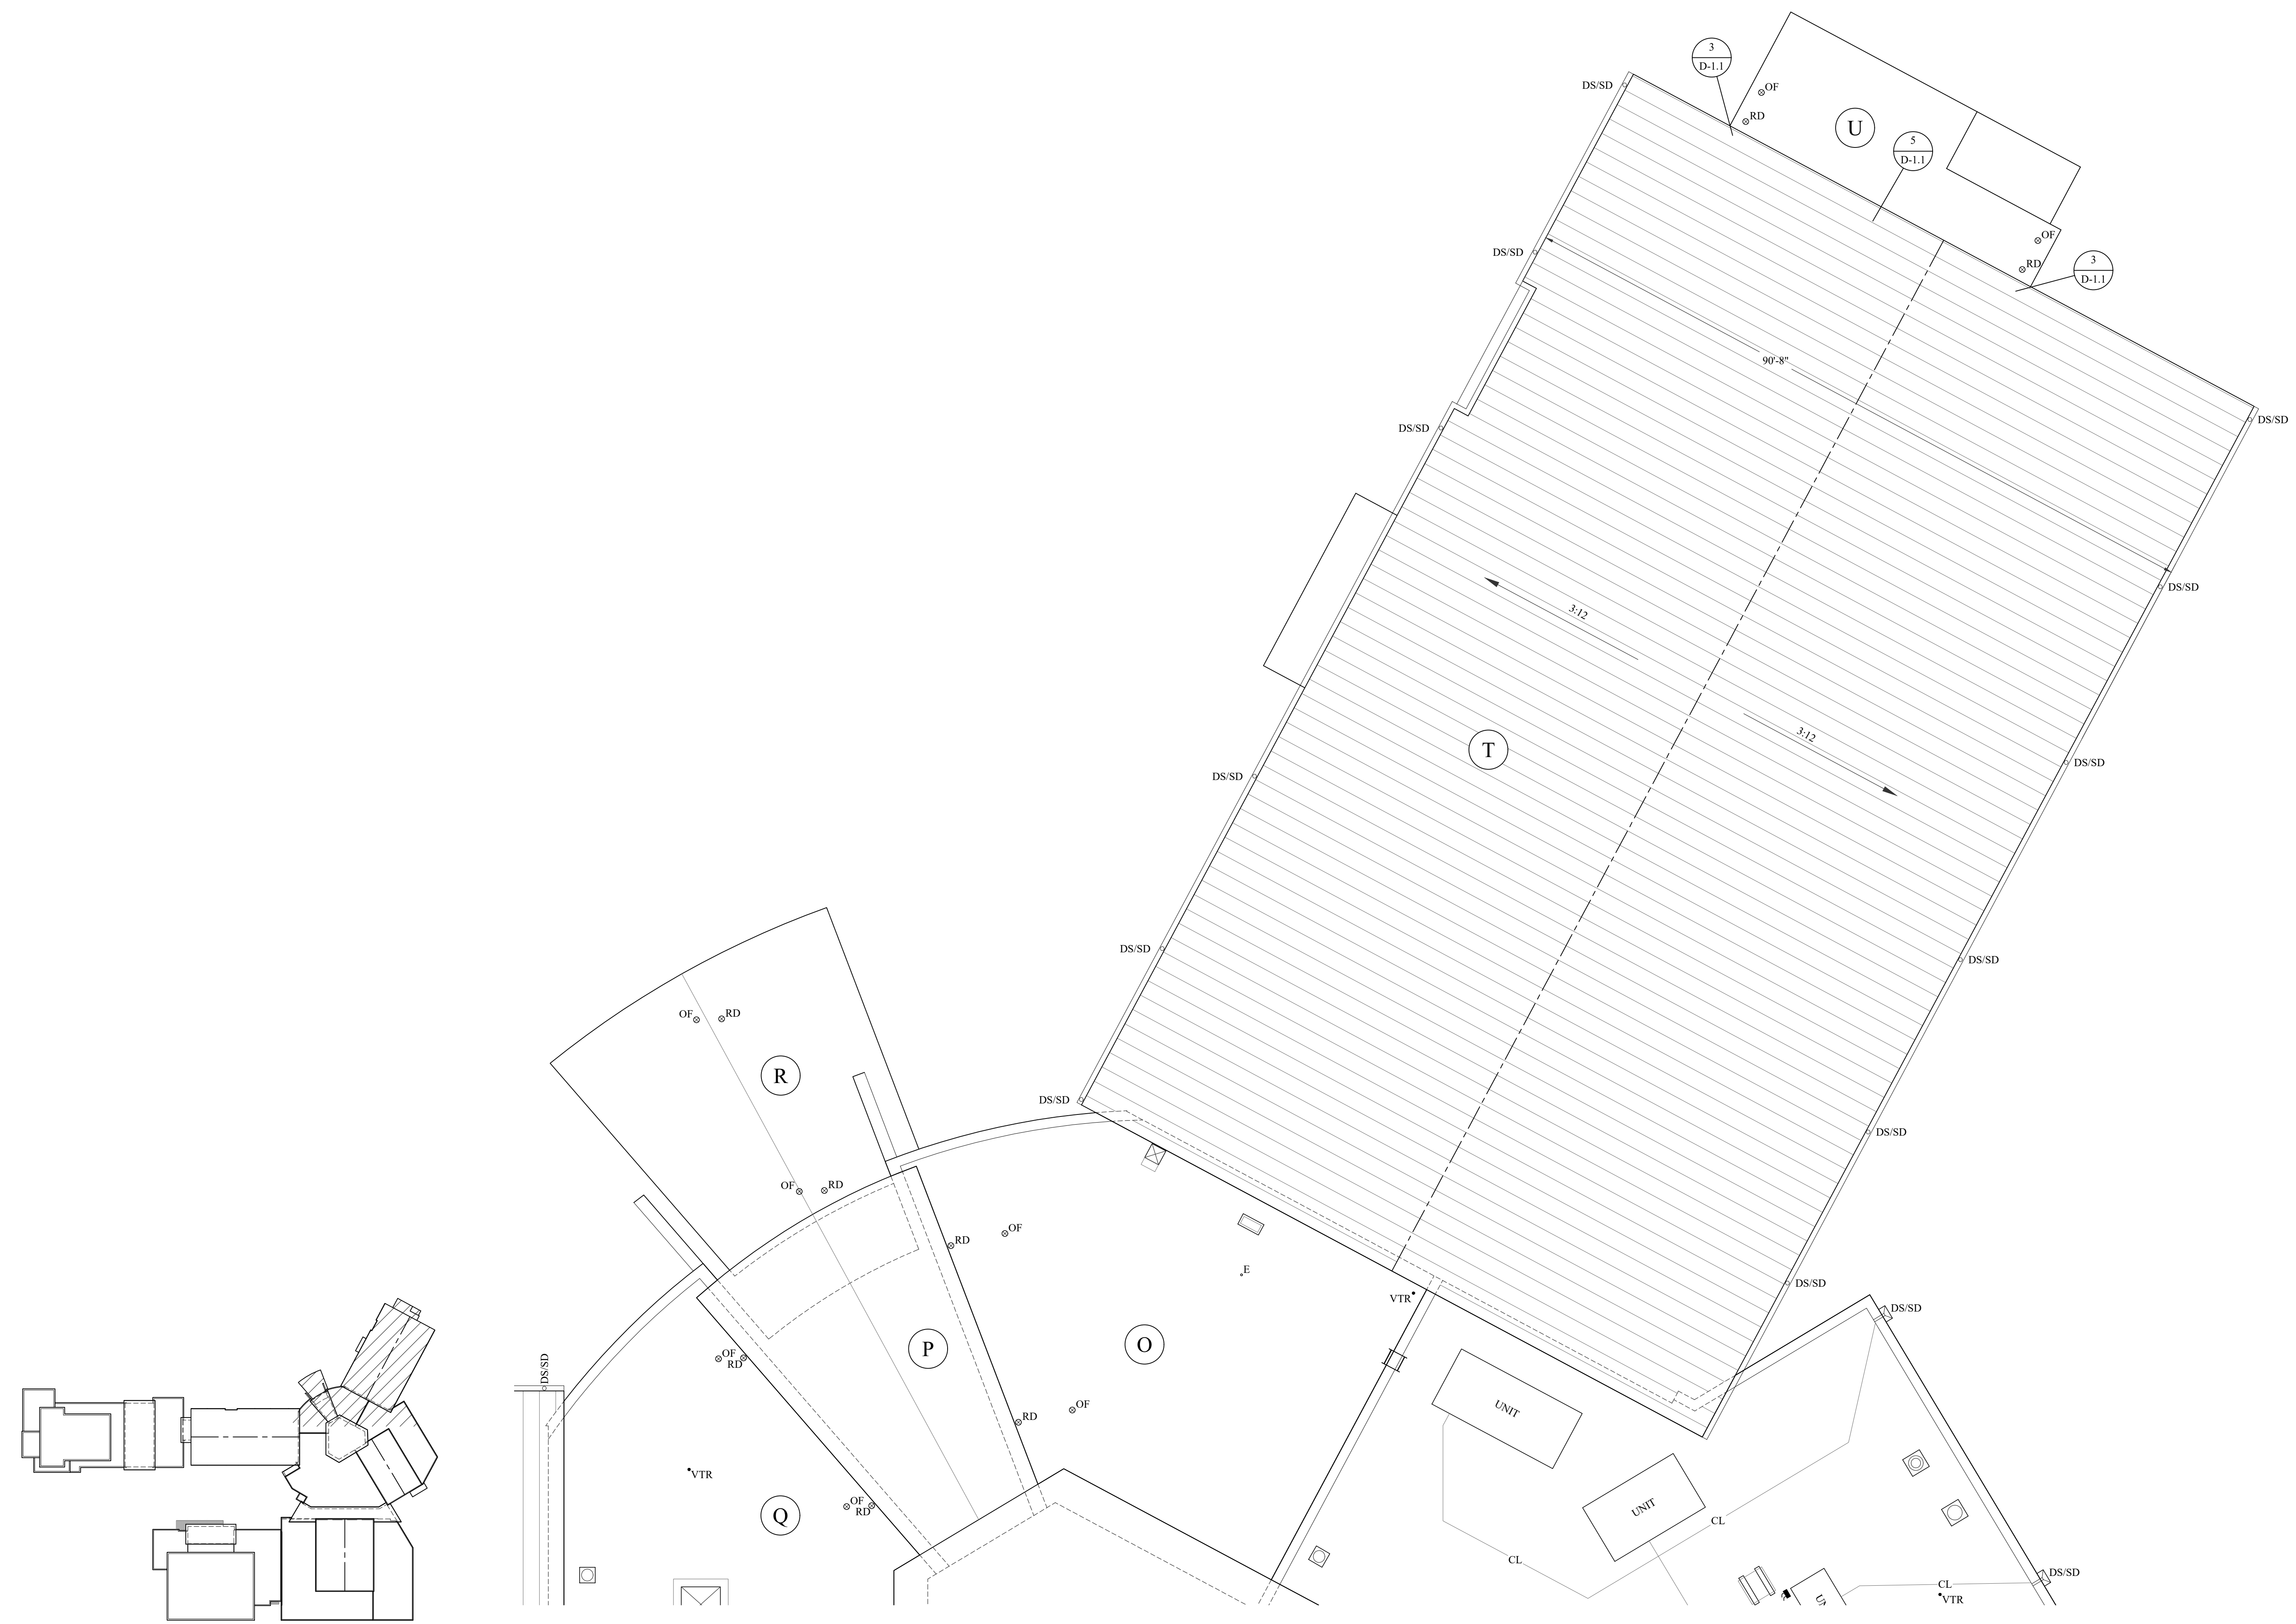 3
D-1.1
DS/SD
OF
RD
U
5
D-1.1
OF
DS/SD
RD
3
D-1.1
90'-8"
DS/SD
DS/SD
DS/SD
3:12
3:12
T
DS/SD
DS/SD
DS/SD
DS/SD
OF
RD
R
DS/SD
DS/SD
OF
RD
OF
RD
E
DS/SD
VTR
DS/SD
P
O
OF
RD
DS/SD
OF
RD
UNIT
VTR
OF
RD
UNIT
Q
CL
CL
DS/SD
CL
VTR